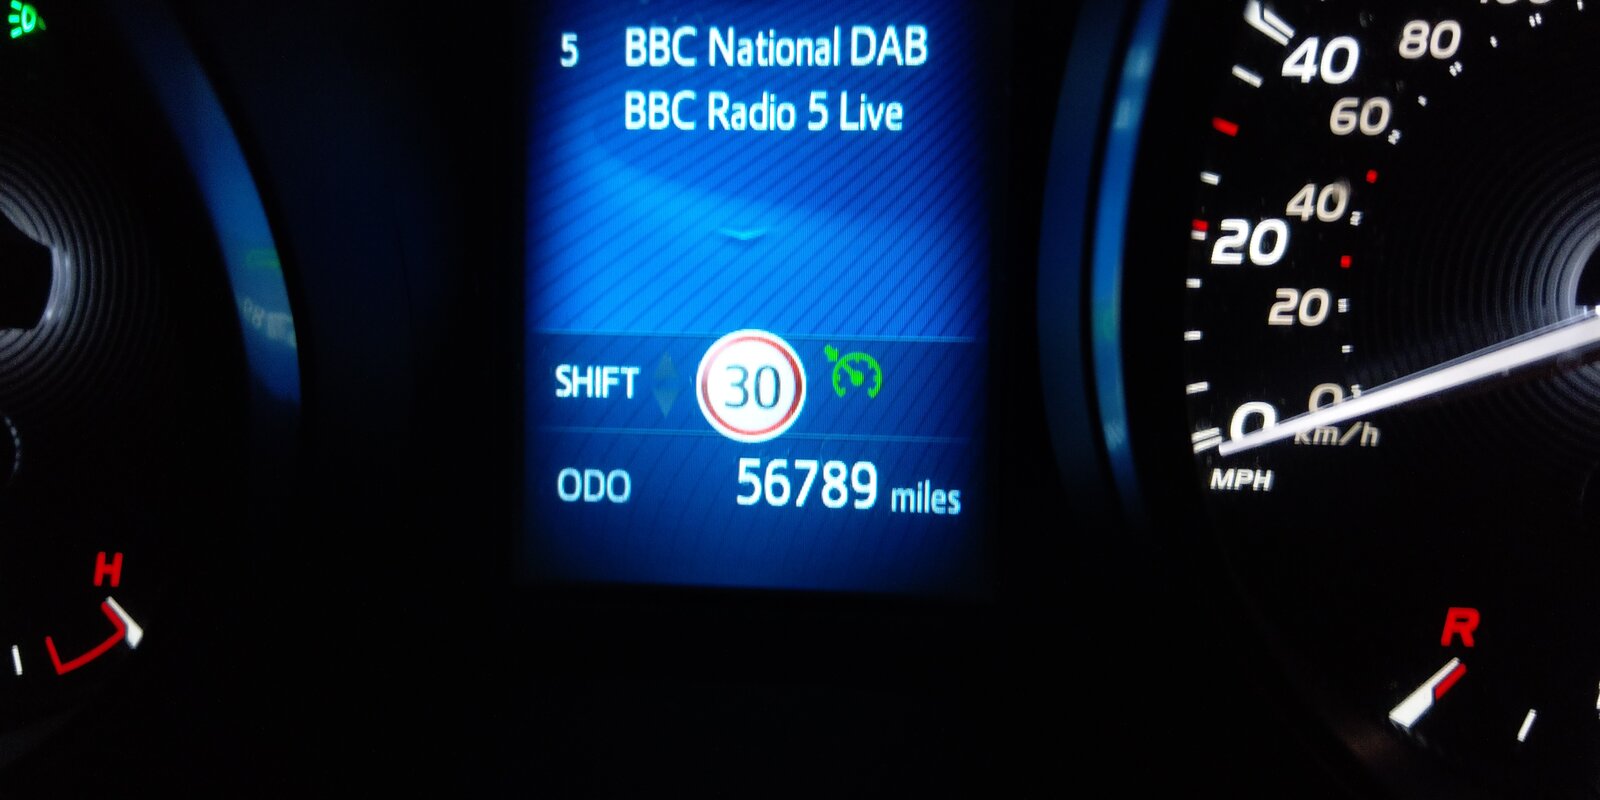 5 BBC National DAB
BBC Radio 5 Live
SHIFT 30
ODO 56789 miles
H
40 80
60
40
20
20
0 0
km/h
MPH
R